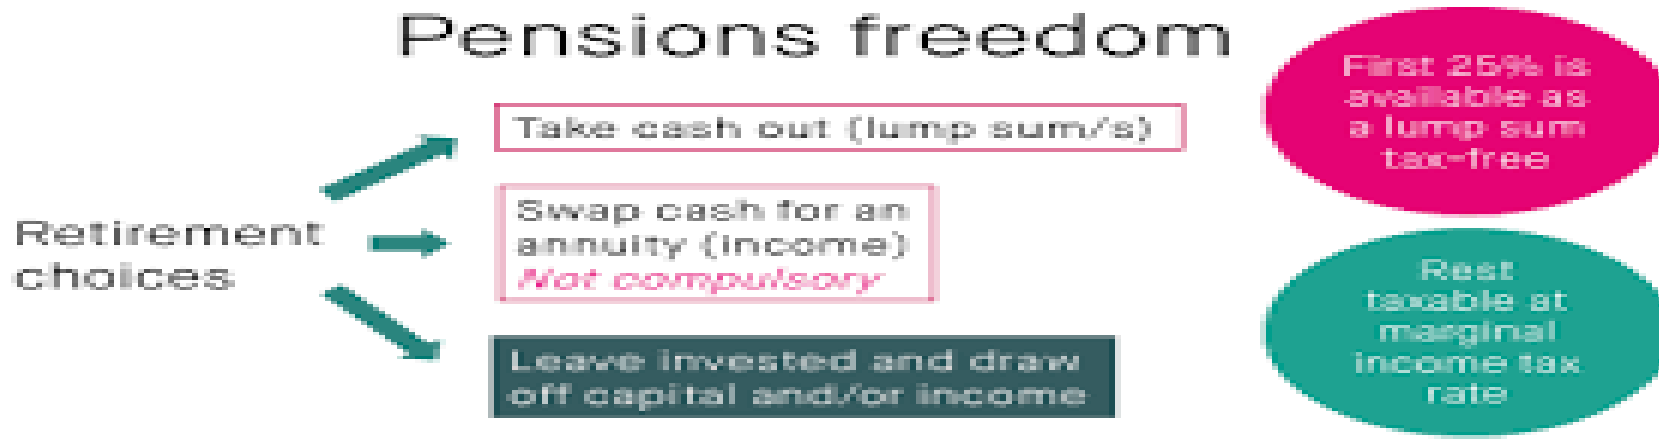 Pensions freedom
Retirement
choices
Take cash out (lump sum/s)
Swap cash for an
annuity (income)
Not compulsory
Leave invested and draw
off capital and/or income
First 25% is
available as
a lump sum
tax-free
Rest
taxable at
marginal
income tax
rate